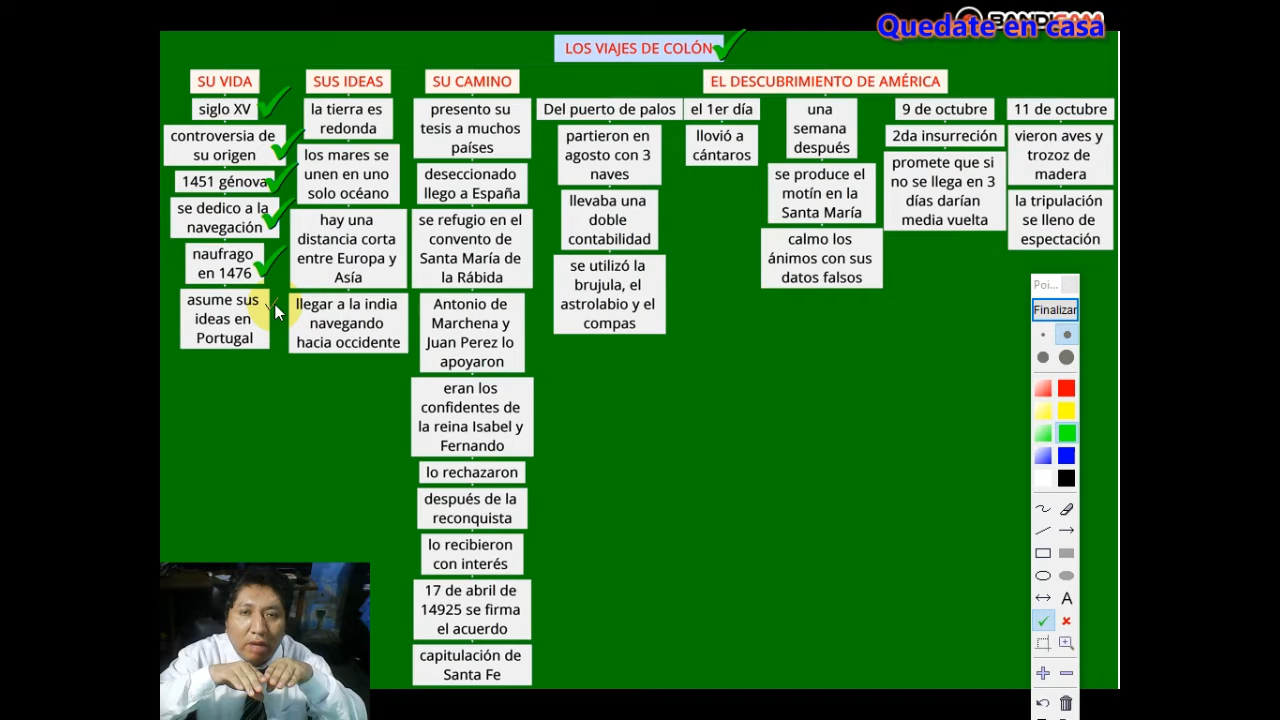 Quedate en casa
LOS VIAJES DE COLÓN
SU VIDA
siglo XV
controversia de
su origen
1451 génova
se dedico a la
navegación
naufrago
en 1476
asume sus
ideas en
Portugal
SUS IDEAS
la tierra es
redonda
los mares se
unen en uno
solo océano
hay una
distancia corta
entre Europa y
Asía
llegar a la india
navegando
hacia occidente
SU CAMINO
presento su
tesis a muchos
países
deseccionado
llego a España
se refugio en el
convento de
Santa María de
la Rábida
Antonio de
Marchena y
Juan Perez lo
apoyaron
eran los
confidentes de
la reina Isabel y
Fernando
lo rechazaron
después de la
reconquista
lo recibieron
con interés
17 de abril de
14925 se firma
el acuerdo
capitulación de
Santa Fe
EL DESCUBRIMIENTO DE AMÉRICA
Del puerto de palos
partieron en
agosto con 3
naves
llevaba una
doble
contabilidad
se utilizó la
brujula, el
astrolabio y el
compas
el 1er día
llovió a
cántaros
una
semana
después
se produce el
motín en la
Santa María
calmo los
ánimos con sus
datos falsos
9 de octubre
2da insurreción
promete que si
no se llega en 3
días darían
media vuelta
11 de octubre
vieron aves y
trozoz de
madera
la tripulación
se lleno de
espectación
Poi...
Finalizar
A